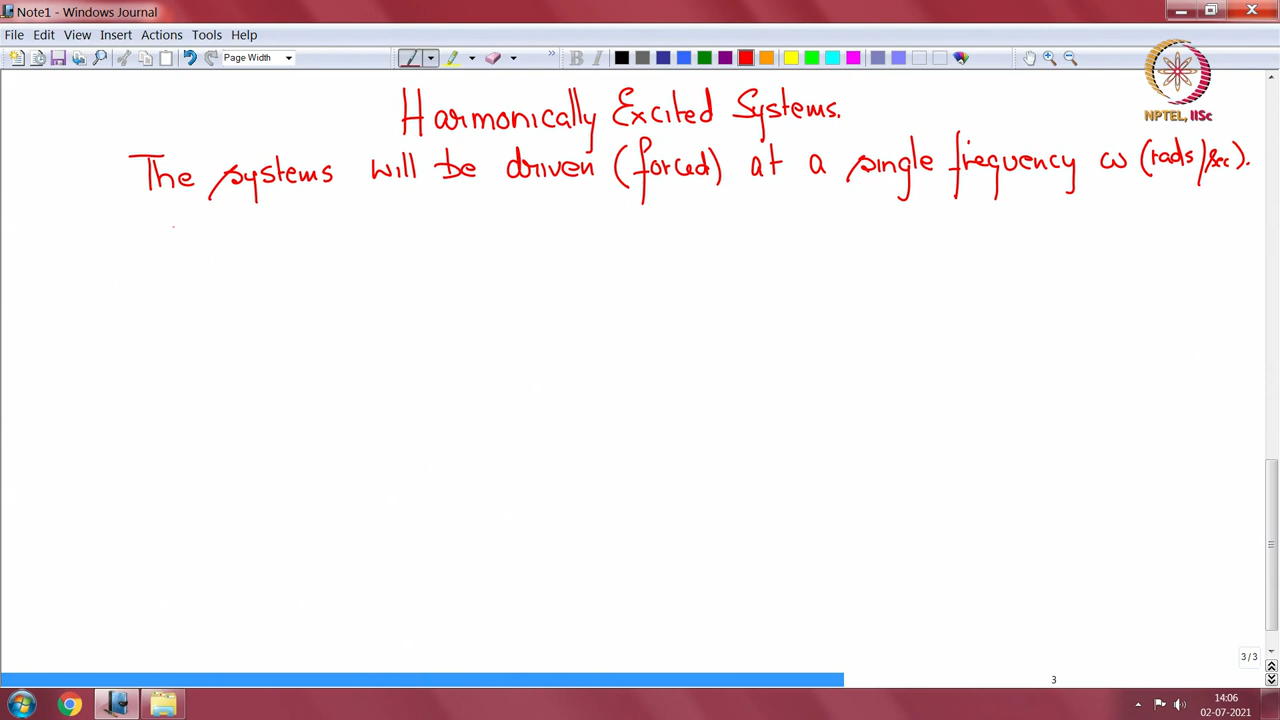 Note1 - Windows Journal
File Edit View Insert Actions Tools Help
Page Width
B I
NPTEL, IISc
Harmonically Excited Systems.
The systems will be driven (forced) at a single frequency ω (rads/sec).
3/3
3
14:06
02-07-2021